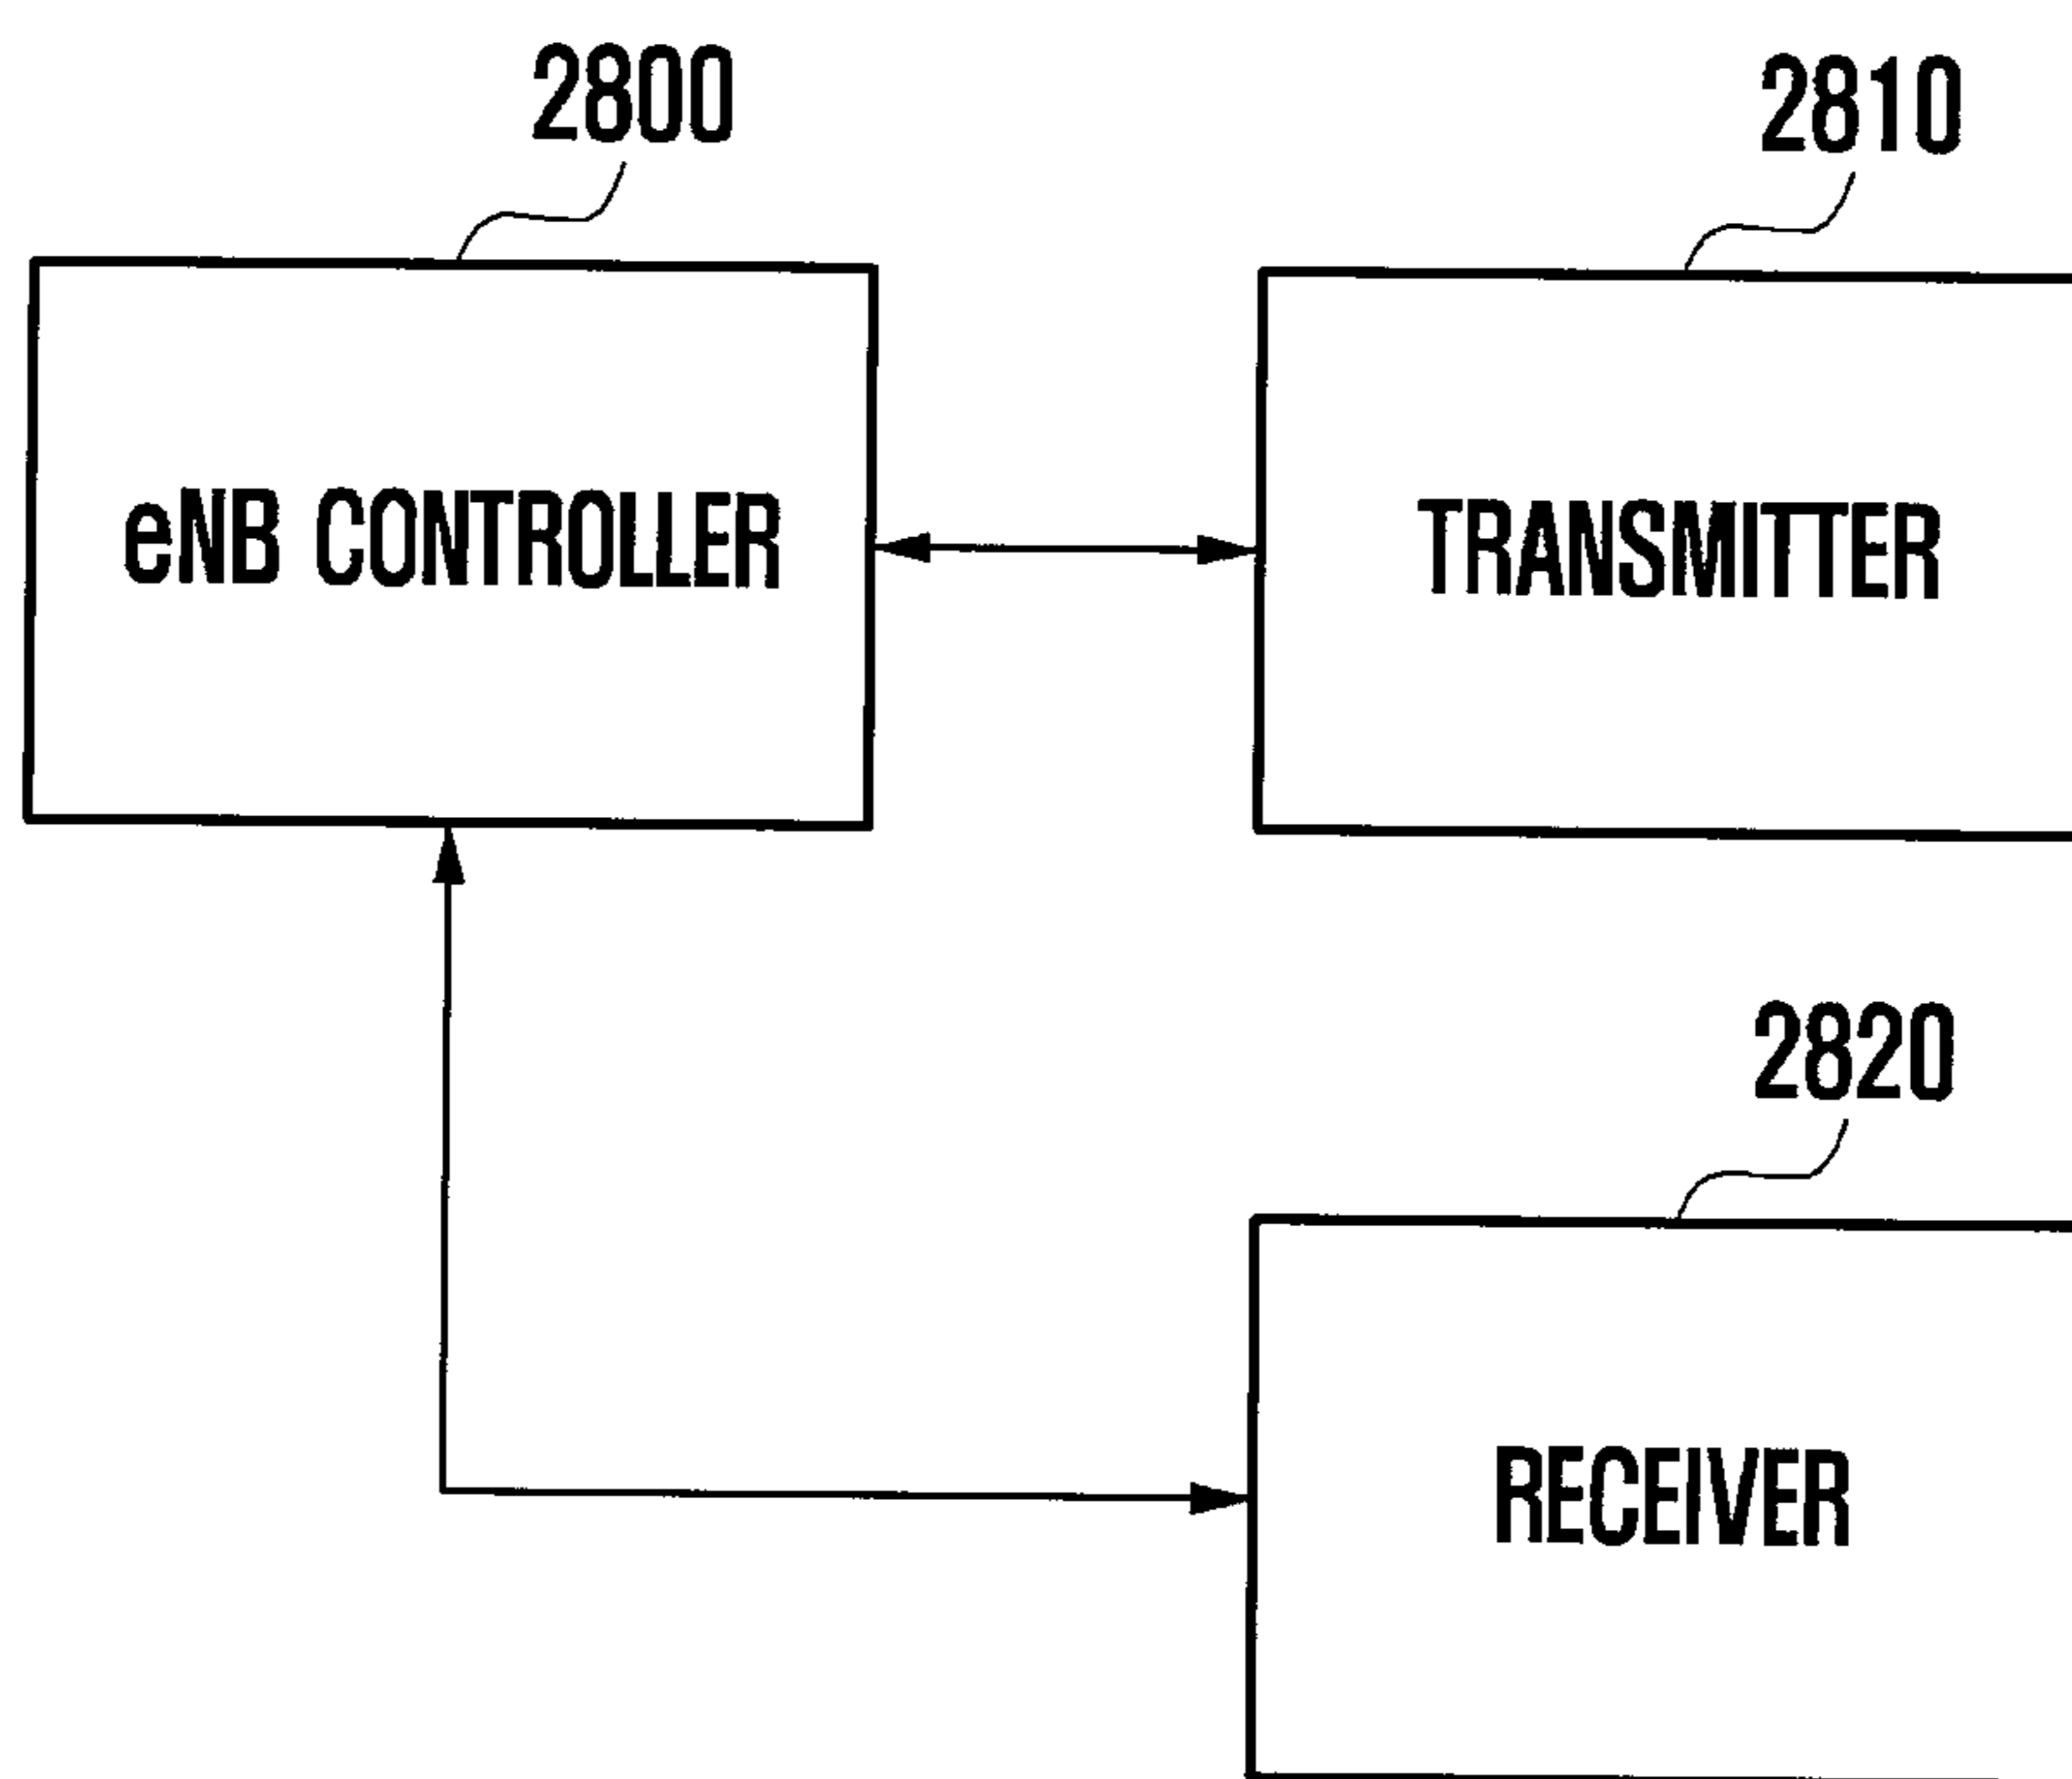 2800
2810
eNB CONTROLLER
TRANSMITTER
2820
RECEIVER